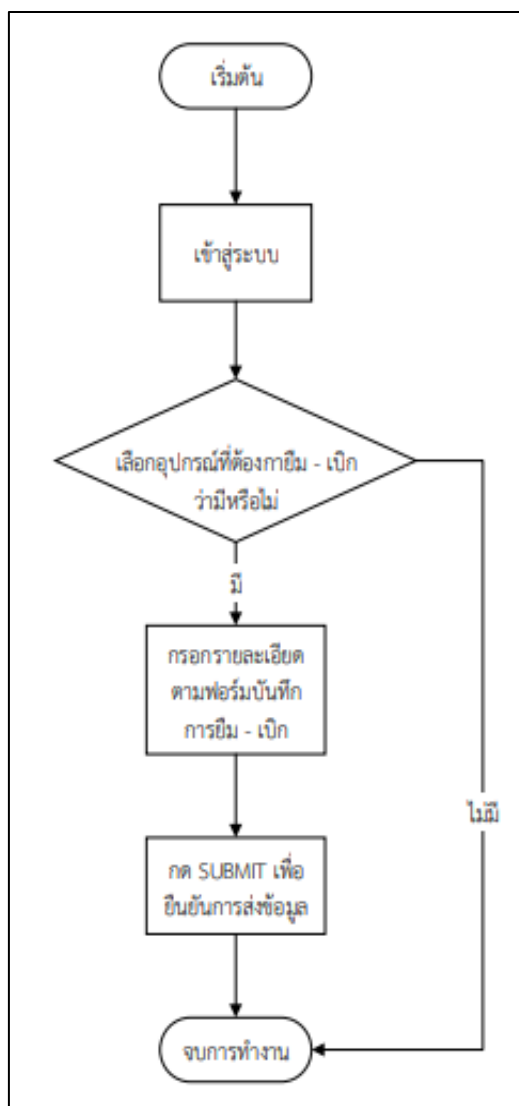 เริ่มต้น
เข้าสู่ระบบ
เลือกอุปกรณ์ที่ต้องกายืม - เบิก
ว่ามีหรือไม่
มี
กรอกรายละเอียด
ตามฟอร์มบันทึก
การยืม - เบิก
ไม่มี
กด SUBMIT เพื่อ
ยืนยันการส่งข้อมูล
จบการทำงาน